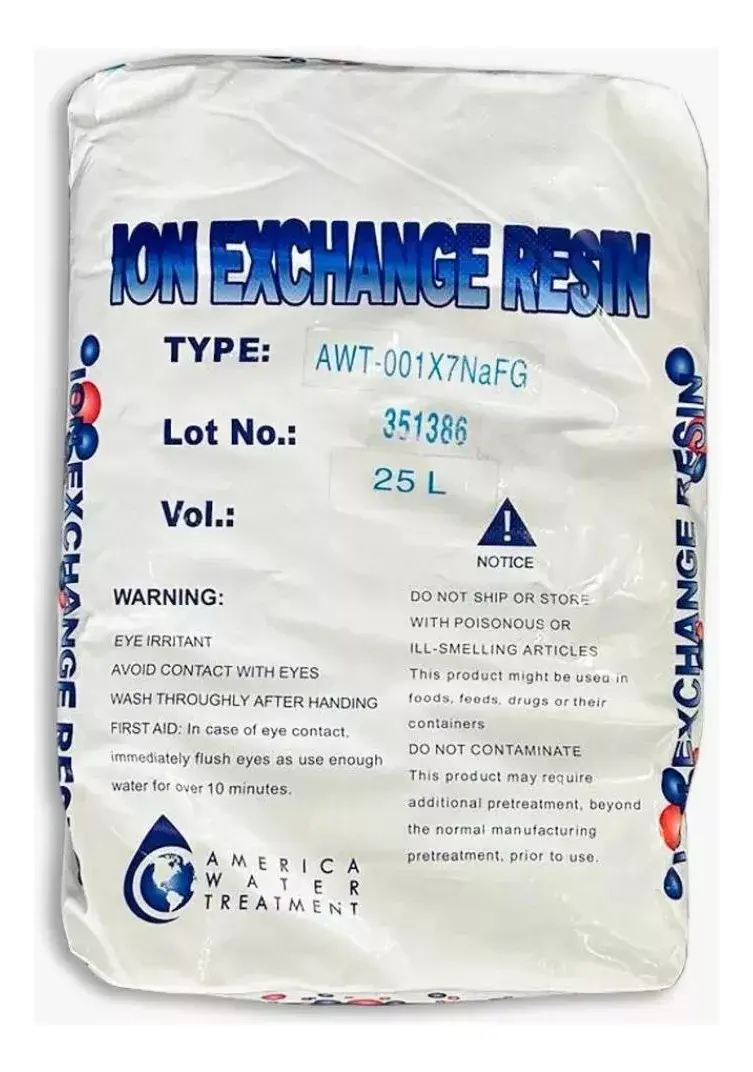 ION EXCHANGE RESIN
TYPE: AWT-001X7NaFG
Lot No.: 351386
Vol.: 25 L
NOTICE
WARNING:
EYE IRRITANT
AVOID CONTACT WITH EYES
WASH THROUGHLY AFTER HANDING
FIRST AID: In case of eye contact,
immediately flush eyes as use enough
water for over 10 minutes.
DO NOT SHIP OR STORE
WITH POISONOUS OR
ILL-SMELLING ARTICLES
This product might be used in
foods, feeds, drugs or their
containers
DO NOT CONTAMINATE
This product may require
additional pretreatment, beyond
the normal manufacturing
pretreatment, prior to use.
AMERICA
WATER
TREATMENT
ION EXCHANGE
ION EXCHANGE RESIN